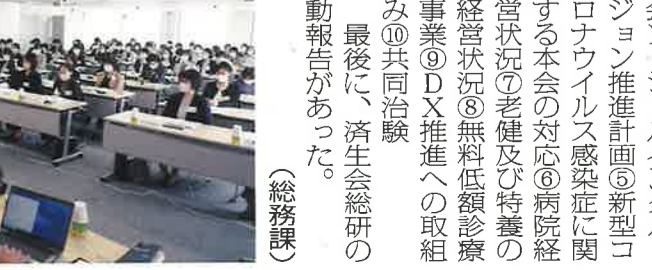 ジョン推進計画⑤新型コ
ロナウイルス感染症に関
する本会の対応⑥病院経
営状況⑦老健及び特養の
経営状況⑧無料低額診療
事業⑨DX推進への取組
み⑩共同治験
最後に、済生会総研の
動報告があった。
（総務課）